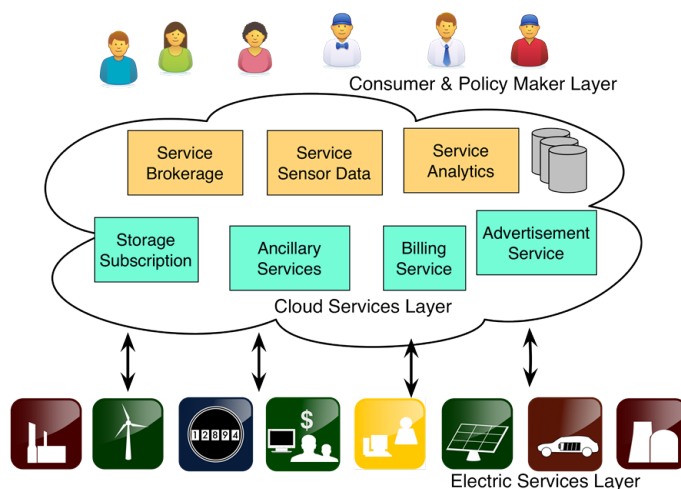 Consumer & Policy Maker Layer
Service
Brokerage
Service
Sensor Data
Service
Analytics
Storage
Subscription
Ancillary
Services
Billing
Service
Advertisement
Service
Cloud Services Layer
12894
$
Electric Services Layer